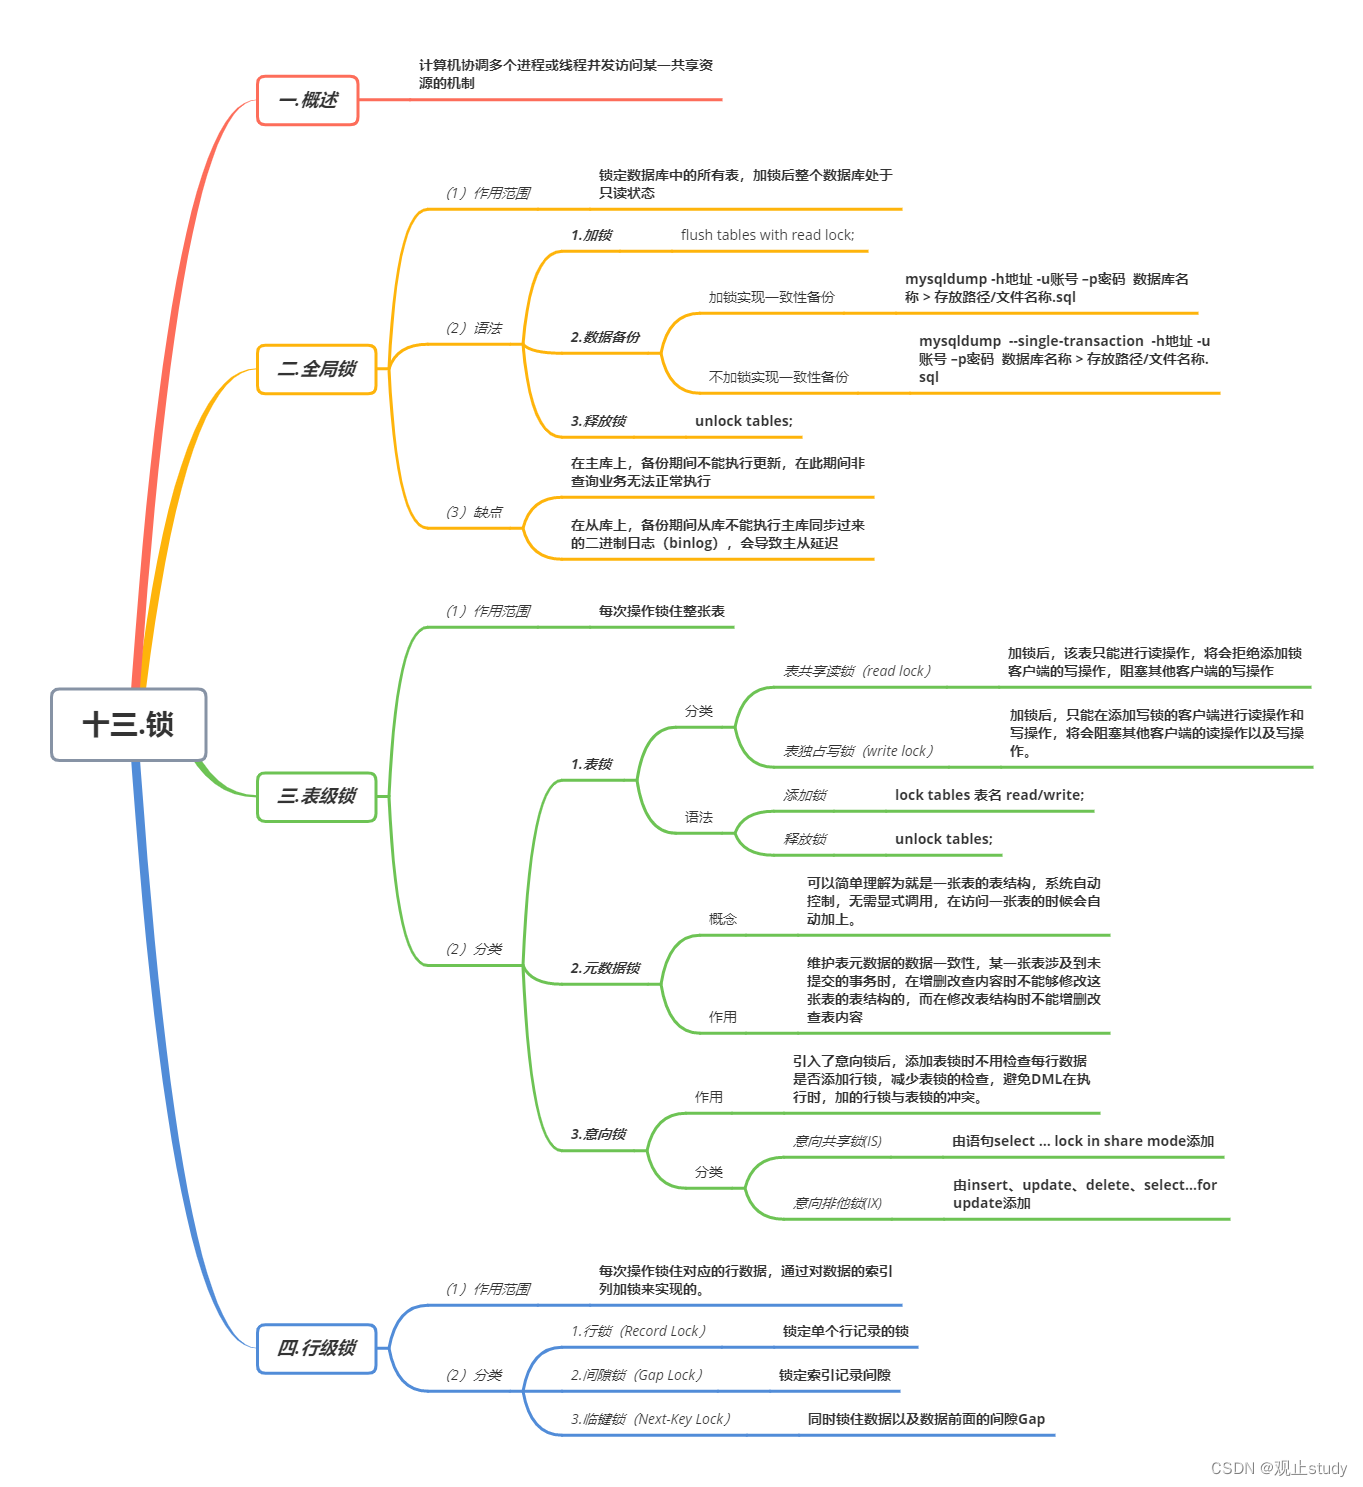 计算机协调多个进程或线程并发访问某一共享资
源的机制
一.概述
锁定数据库中的所有表，加锁后整个数据库处于
只读状态
（1）作用范围
1.加锁
flush tables with read lock;
mysqldump -h地址 -u账号 –p密码  数据库名
称 > 存放路径/文件名称.sql
加锁实现一致性备份
（2）语法
2.数据备份
mysqldump  --single-transaction  -h地址 -u
账号 –p密码  数据库名称 > 存放路径/文件名称.
sql
不加锁实现一致性备份
二.全局锁
3.释放锁
unlock tables;
在主库上，备份期间不能执行更新，在此期间非
查询业务无法正常执行
（3）缺点
在从库上，备份期间从库不能执行主库同步过来
的二进制日志（binlog），会导致主从延迟
（1）作用范围
每次操作锁住整张表
加锁后，该表只能进行读操作，将会拒绝添加锁
客户端的写操作，阻塞其他客户端的写操作
表共享读锁（read lock）
分类
加锁后，只能在添加写锁的客户端进行读操作和
写操作，将会阻塞其他客户端的读操作以及写操
作。
表独占写锁（write lock）
十三.锁
1.表锁
三.表级锁
添加锁
lock tables 表名 read/write;
语法
释放锁
unlock tables;
可以简单理解为就是一张表的表结构，系统自动
控制，无需显式调用，在访问一张表的时候会自
动加上。
概念
（2）分类
2.元数据锁
维护表元数据的数据一致性，某一张表涉及到未
提交的事务时，在增删改查内容时不能够修改这
张表的表结构的，而在修改表结构时不能增删改
查表内容
作用
引入了意向锁后，添加表锁时不用检查每行数据
是否添加行锁，减少表锁的检查，避免DML在执
行时，加的行锁与表锁的冲突。
作用
3.意向锁
意向共享锁(IS)
由语句select ... lock in share mode添加
分类
由insert、update、delete、select...for
update添加
意向排他锁(IX)
每次操作锁住对应的行数据，通过对数据的索引
列加锁来实现的。
（1）作用范围
1.行锁（Record Lock）
锁定单个行记录的锁
四.行级锁
（2）分类
2.间隙锁（Gap Lock）
锁定索引记录间隙
3.临键锁（Next-Key Lock）
同时锁住数据以及数据前面的间隙Gap
CSDN @观止study